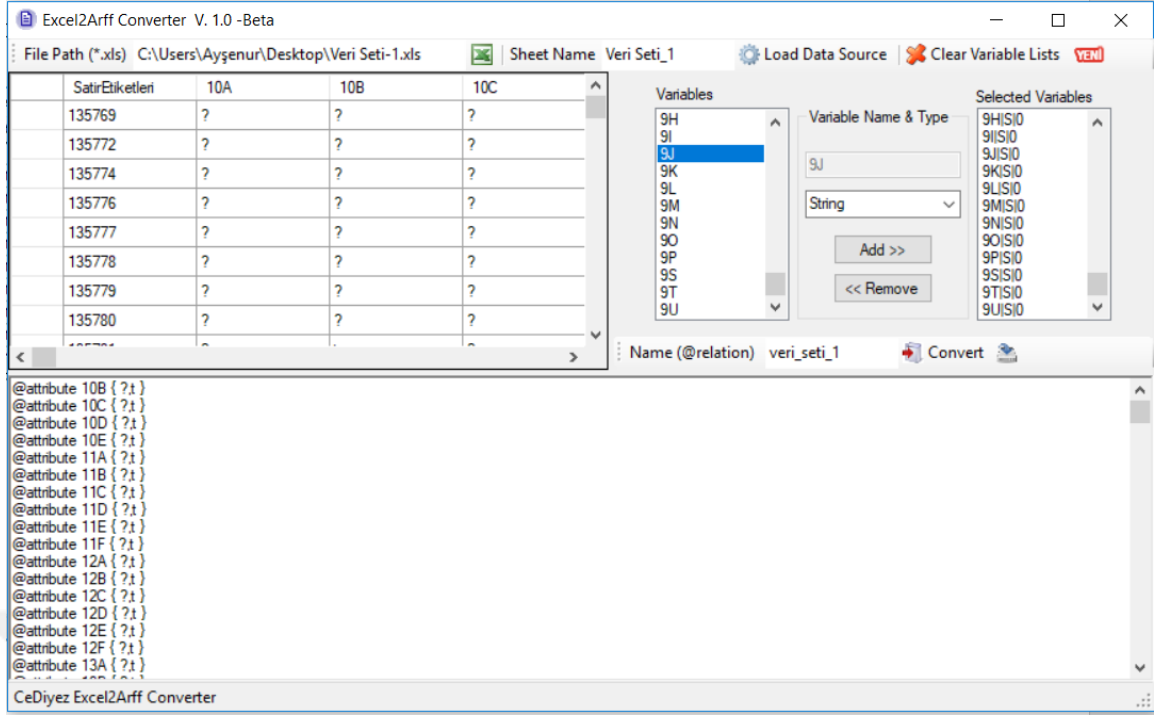 Excel2Arff Converter V. 1.0 -Beta
File Path (*.xls) C:\Users\Ayşenur\Desktop\Veri Seti-1.xls Sheet Name Veri Seti_1 Load Data Source Clear Variable Lists YENİ
SatirEtiketleri 10A 10B 10C
135769 ? ? ?
135772 ? ? ?
135774 ? ? ?
135776 ? ? ?
135777 ? ? ?
135778 ? ? ?
135779 ? ? ?
135780 ? ? ?
Variables
9H
9I
9J
9K
9L
9M
9N
9O
9P
9S
9T
9U
Variable Name & Type
9J
String
Add >>
<< Remove
Selected Variables
9H|S|0
9I|S|0
9J|S|0
9K|S|0
9L|S|0
9M|S|0
9N|S|0
9O|S|0
9P|S|0
9S|S|0
9T|S|0
9U|S|0
Name (@relation) veri_seti_1 Convert
@attribute 10B { ?,t }
@attribute 10C { ?,t }
@attribute 10D { ?,t }
@attribute 10E { ?,t }
@attribute 11A { ?,t }
@attribute 11B { ?,t }
@attribute 11C { ?,t }
@attribute 11D { ?,t }
@attribute 11E { ?,t }
@attribute 11F { ?,t }
@attribute 12A { ?,t }
@attribute 12B { ?,t }
@attribute 12C { ?,t }
@attribute 12D { ?,t }
@attribute 12E { ?,t }
@attribute 12F { ?,t }
@attribute 13A { ?,t }
CeDiyez Excel2Arff Converter